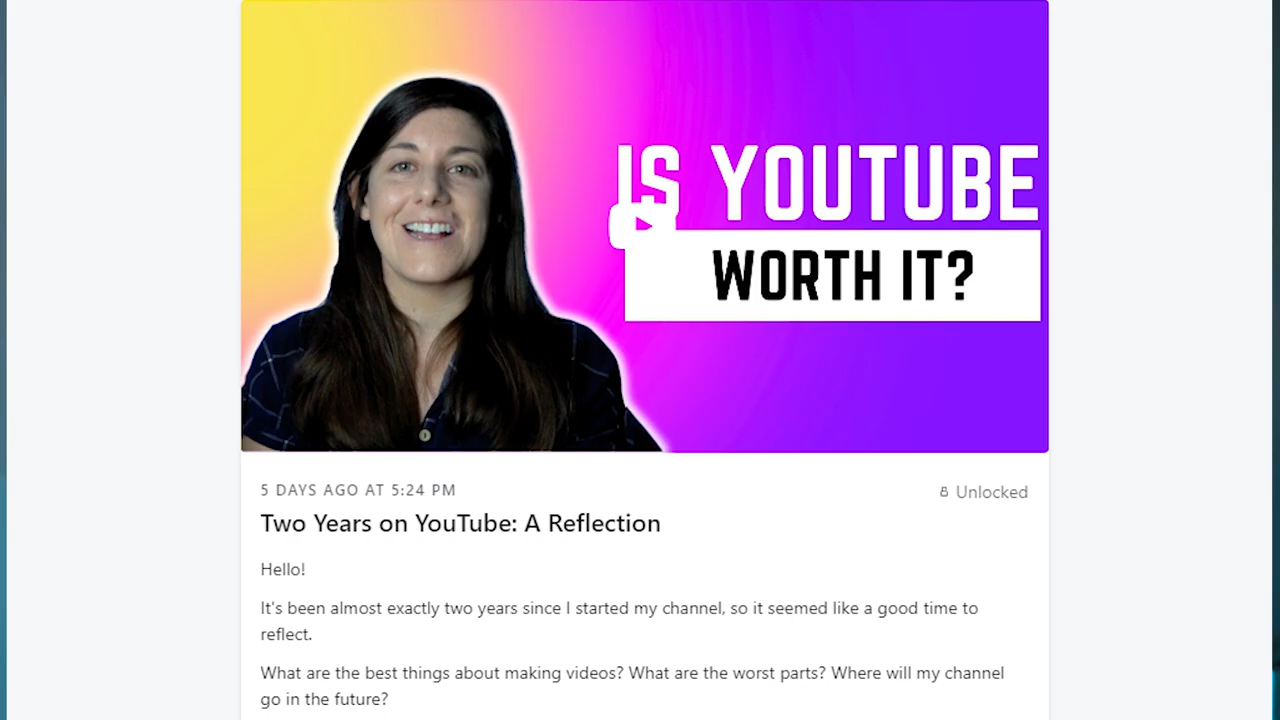 IS YOUTUBE
WORTH IT?
5 DAYS AGO AT 5:24 PM
Unlocked
Two Years on YouTube: A Reflection
Hello!
It's been almost exactly two years since I started my channel, so it seemed like a good time to
reflect.
What are the best things about making videos? What are the worst parts? Where will my channel
go in the future?